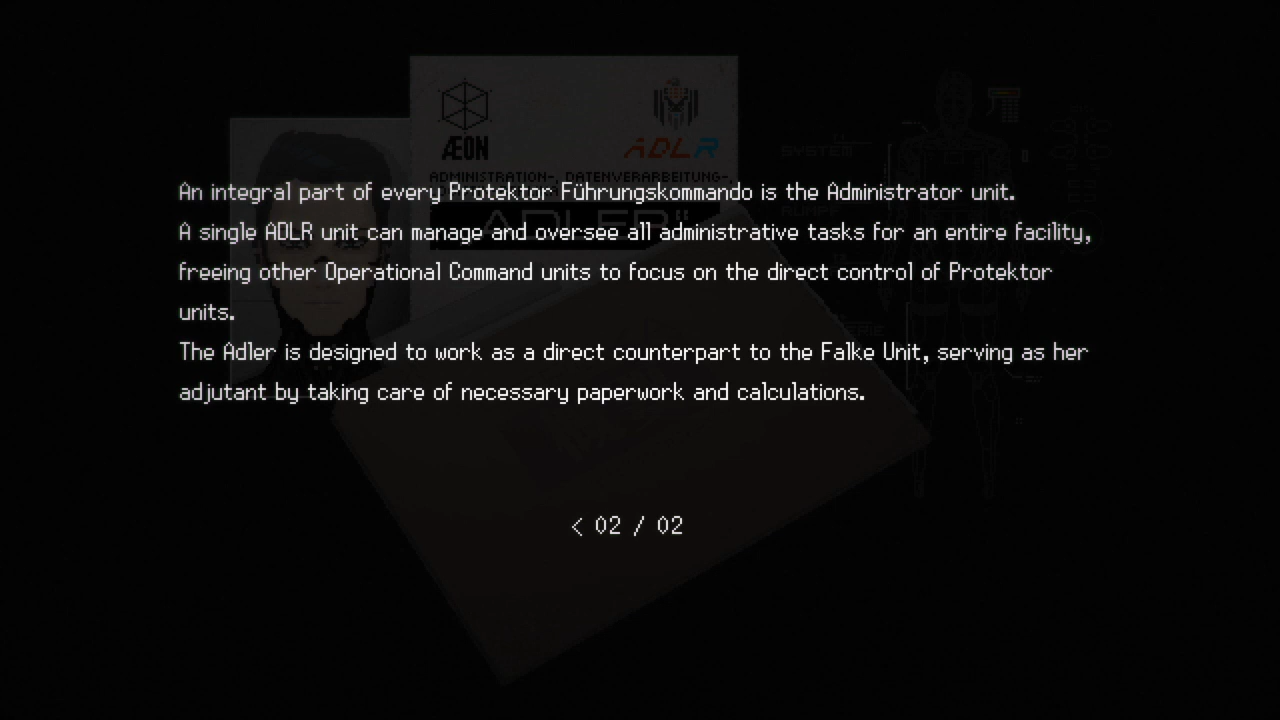 ÆON
ADLR
ADMINISTRATION-, DATENVERARBEITUNG-,
SYSTEM
ADLER
An integral part of every Protektor Führungskommando is the Administrator unit.
A single ADLR unit can manage and oversee all administrative tasks for an entire facility,
freeing other Operational Command units to focus on the direct control of Protektor
units.
The Adler is designed to work as a direct counterpart to the Falke Unit, serving as her
adjutant by taking care of necessary paperwork and calculations.
< 02 / 02